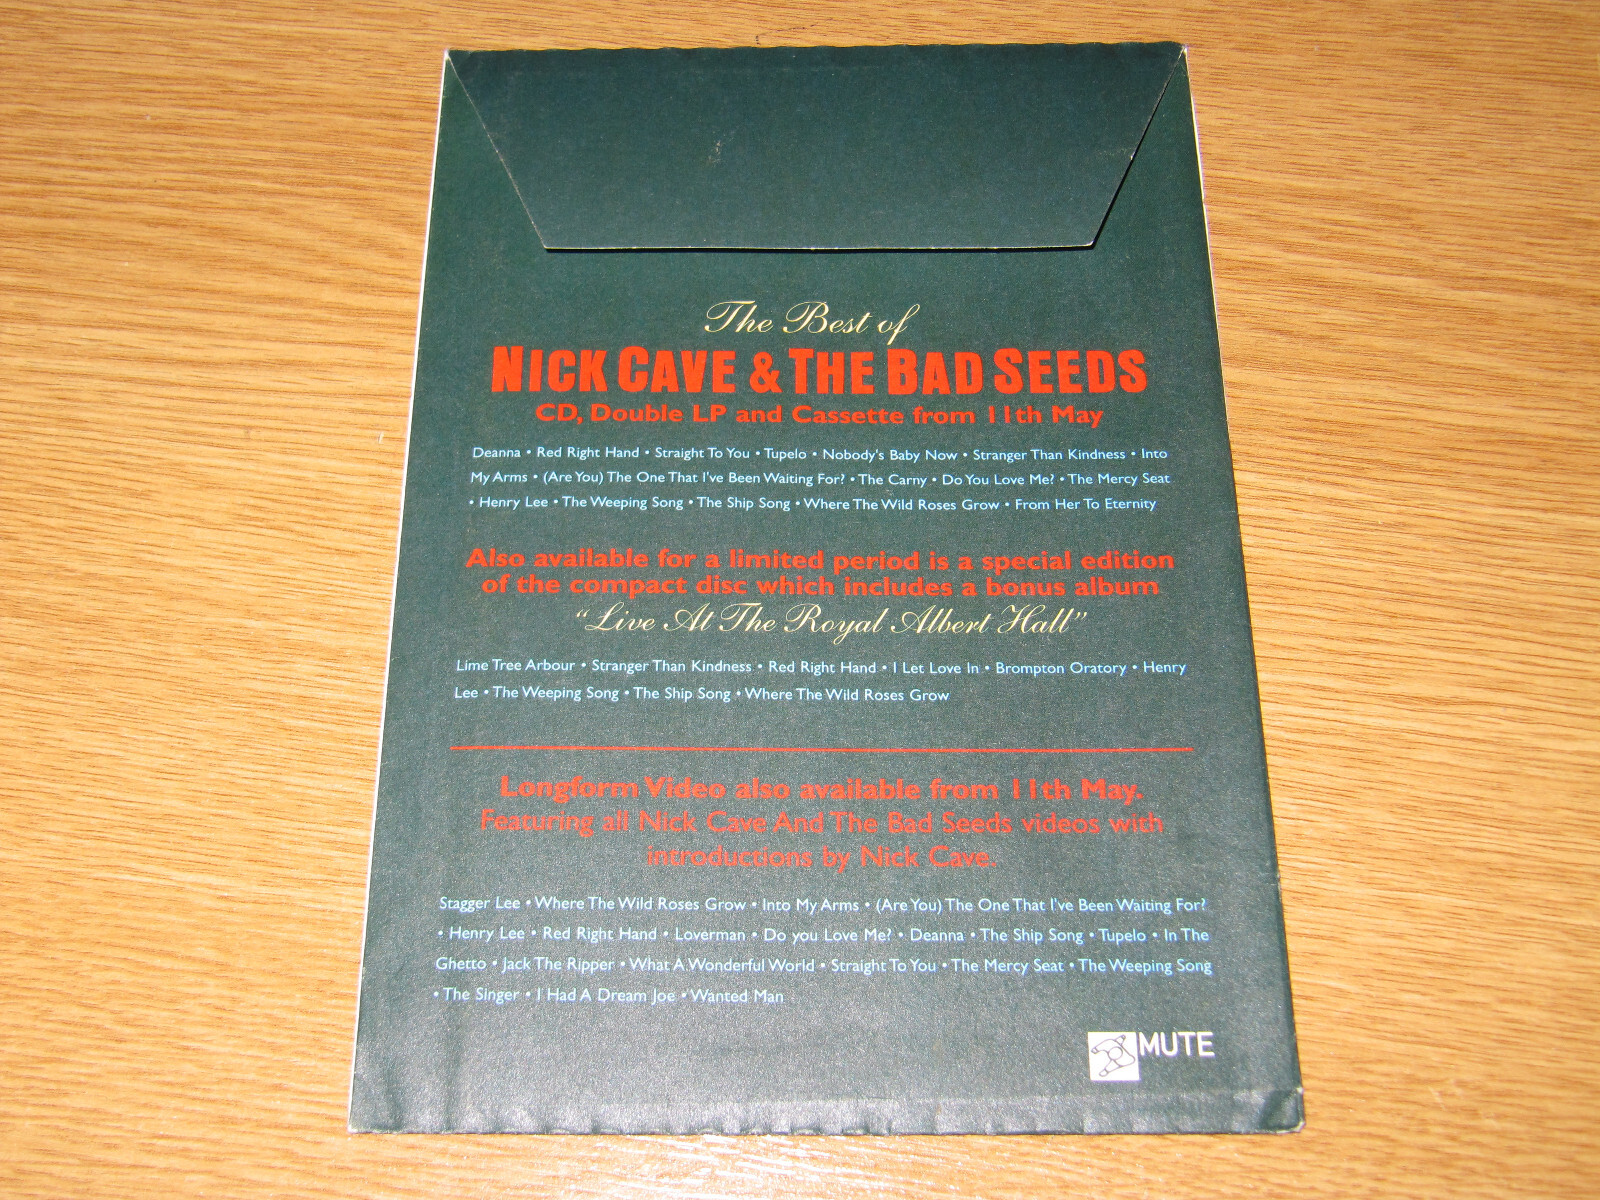 The Best of
NICK CAVE & THE BAD SEEDS
CD, Double LP and Cassette from 11th May
Deanna • Red Right Hand • Straight To You • Tupelo • Nobody's Baby Now • Stranger Than Kindness • Into
My Arms • (Are You) The One That I've Been Waiting For? • The Carny • Do You Love Me? • The Mercy Seat
• Henry Lee • The Weeping Song • The Ship Song • Where The Wild Roses Grow • From Her To Eternity
Also available for a limited period is a special edition
of the compact disc which includes a bonus album
"Live At The Royal Albert Hall"
Lime Tree Arbour • Stranger Than Kindness • Red Right Hand • I Let Love In • Brompton Oratory • Henry
Lee • The Weeping Song • The Ship Song • Where The Wild Roses Grow
Longform Video also available from 11th May.
Featuring all Nick Cave And The Bad Seeds videos with
introductions by Nick Cave.
Stagger Lee • Where The Wild Roses Grow • Into My Arms • (Are You) The One That I've Been Waiting For?
• Henry Lee • Red Right Hand • Loverman • Do you Love Me? • Deanna • The Ship Song • Tupelo • In The
Ghetto • Jack The Ripper • What A Wonderful World • Straight To You • The Mercy Seat • The Weeping Song
• The Singer • I Had A Dream Joe • Wanted Man
MUTE